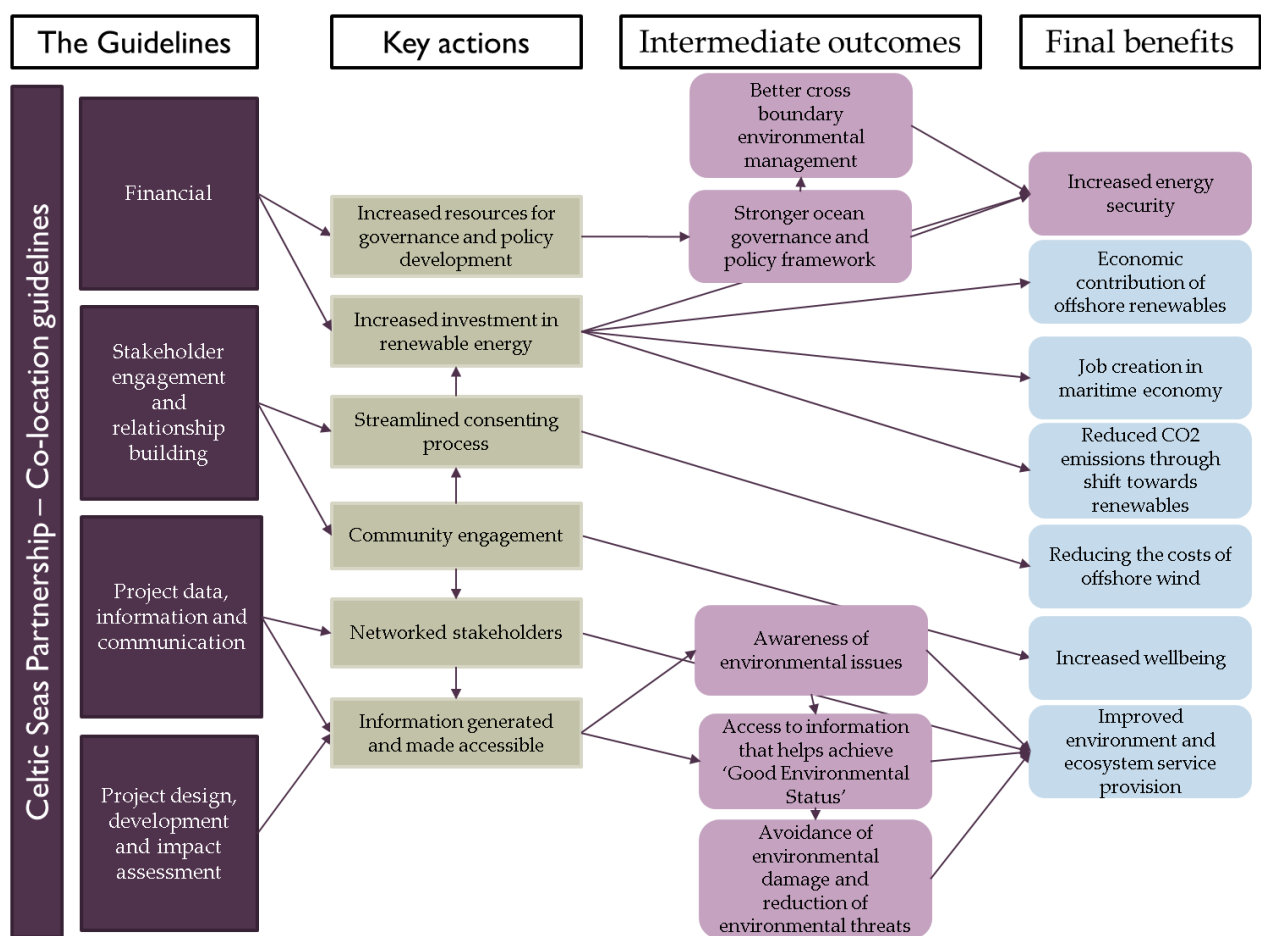 The Guidelines
Key actions
Intermediate outcomes
Final benefits
Celtic Seas Partnership – Co-location guidelines
Financial
Stakeholder
engagement
and
relationship
building
Project data,
information and
communication
Project design,
development
and impact
assessment
Increased resources for
governance and policy
development
Increased investment in
renewable energy
Streamlined consenting
process
Community engagement
Networked stakeholders
Information generated
and made accessible
Better cross
boundary
environmental
management
Stronger ocean
governance and
policy framework
Awareness of
environmental issues
Access to information
that helps achieve
‘Good Environmental
Status’
Avoidance of
environmental
damage and
reduction of
environmental threats
Increased energy
security
Economic
contribution of
offshore renewables
Job creation in
maritime economy
Reduced CO2
emissions through
shift towards
renewables
Reducing the costs of
offshore wind
Increased wellbeing
Improved
environment and
ecosystem service
provision